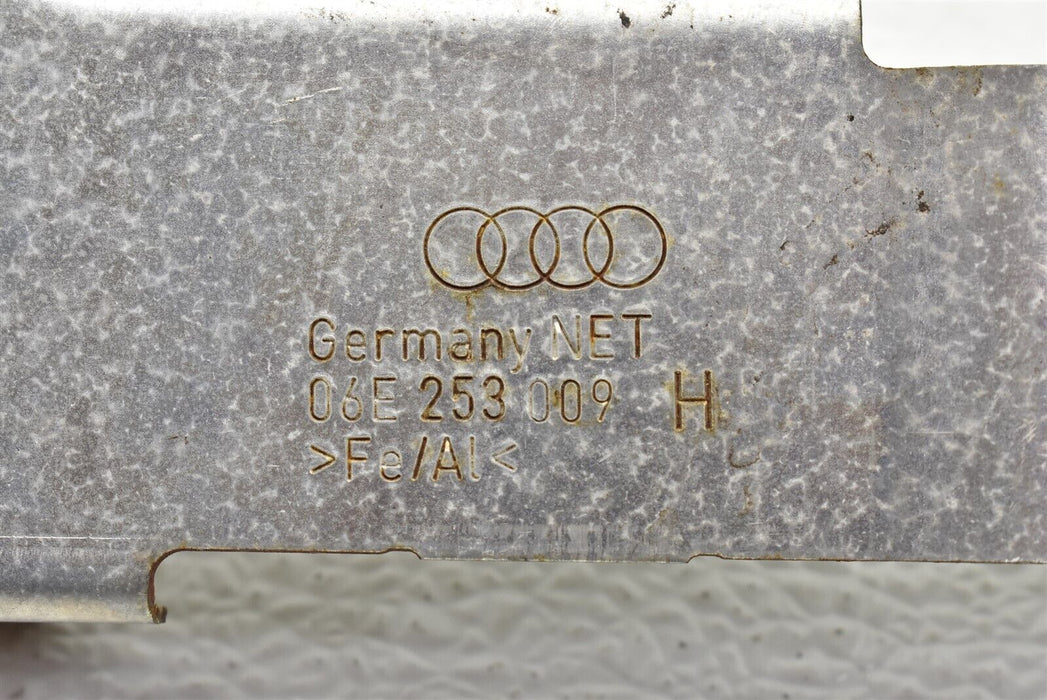 Germany NET
06E 253 009 H
>Fe/Al<